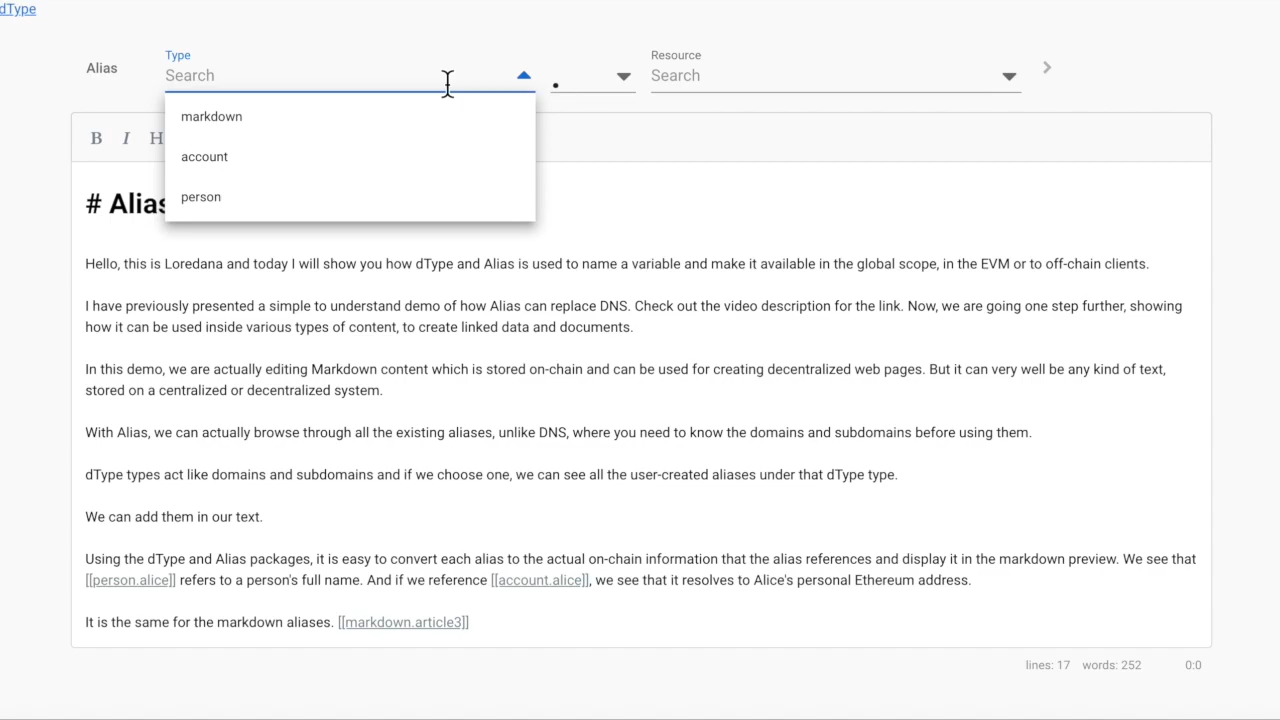 dType
Alias
Type
Search
.
Resource
Search
markdown
account
person
B I H
# Alias
Hello, this is Loredana and today I will show you how dType and Alias is used to name a variable and make it available in the global scope, in the EVM or to off-chain clients.
I have previously presented a simple to understand demo of how Alias can replace DNS. Check out the video description for the link. Now, we are going one step further, showing
how it can be used inside various types of content, to create linked data and documents.
In this demo, we are actually editing Markdown content which is stored on-chain and can be used for creating decentralized web pages. But it can very well be any kind of text,
stored on a centralized or decentralized system.
With Alias, we can actually browse through all the existing aliases, unlike DNS, where you need to know the domains and subdomains before using them.
dType types act like domains and subdomains and if we choose one, we can see all the user-created aliases under that dType type.
We can add them in our text.
Using the dType and Alias packages, it is easy to convert each alias to the actual on-chain information that the alias references and display it in the markdown preview. We see that
[[person.alice]] refers to a person's full name. And if we reference [[account.alice]], we see that it resolves to Alice's personal Ethereum address.
It is the same for the markdown aliases. [[markdown.article3]]
lines: 17 words: 252 0:0